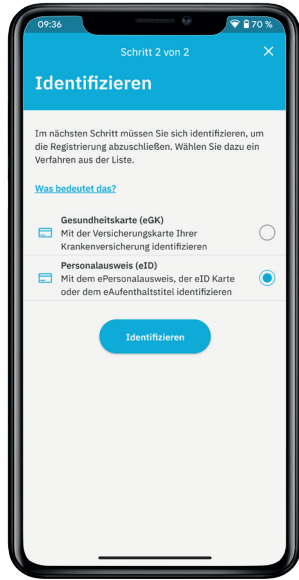 09:36
70 %
Schritt 2 von 2
Identifizieren
Im nächsten Schritt müssen Sie sich identifizieren, um
die Registrierung abzuschließen. Wählen Sie dazu ein
Verfahren aus der Liste.
Was bedeutet das?
Gesundheitskarte (eGK)
Mit der Versicherungskarte Ihrer
Krankenversicherung identifizieren
Personalausweis (eID)
Mit dem ePersonalausweis, der eID Karte
oder dem eAufenthaltstitel identifizieren
Identifizieren